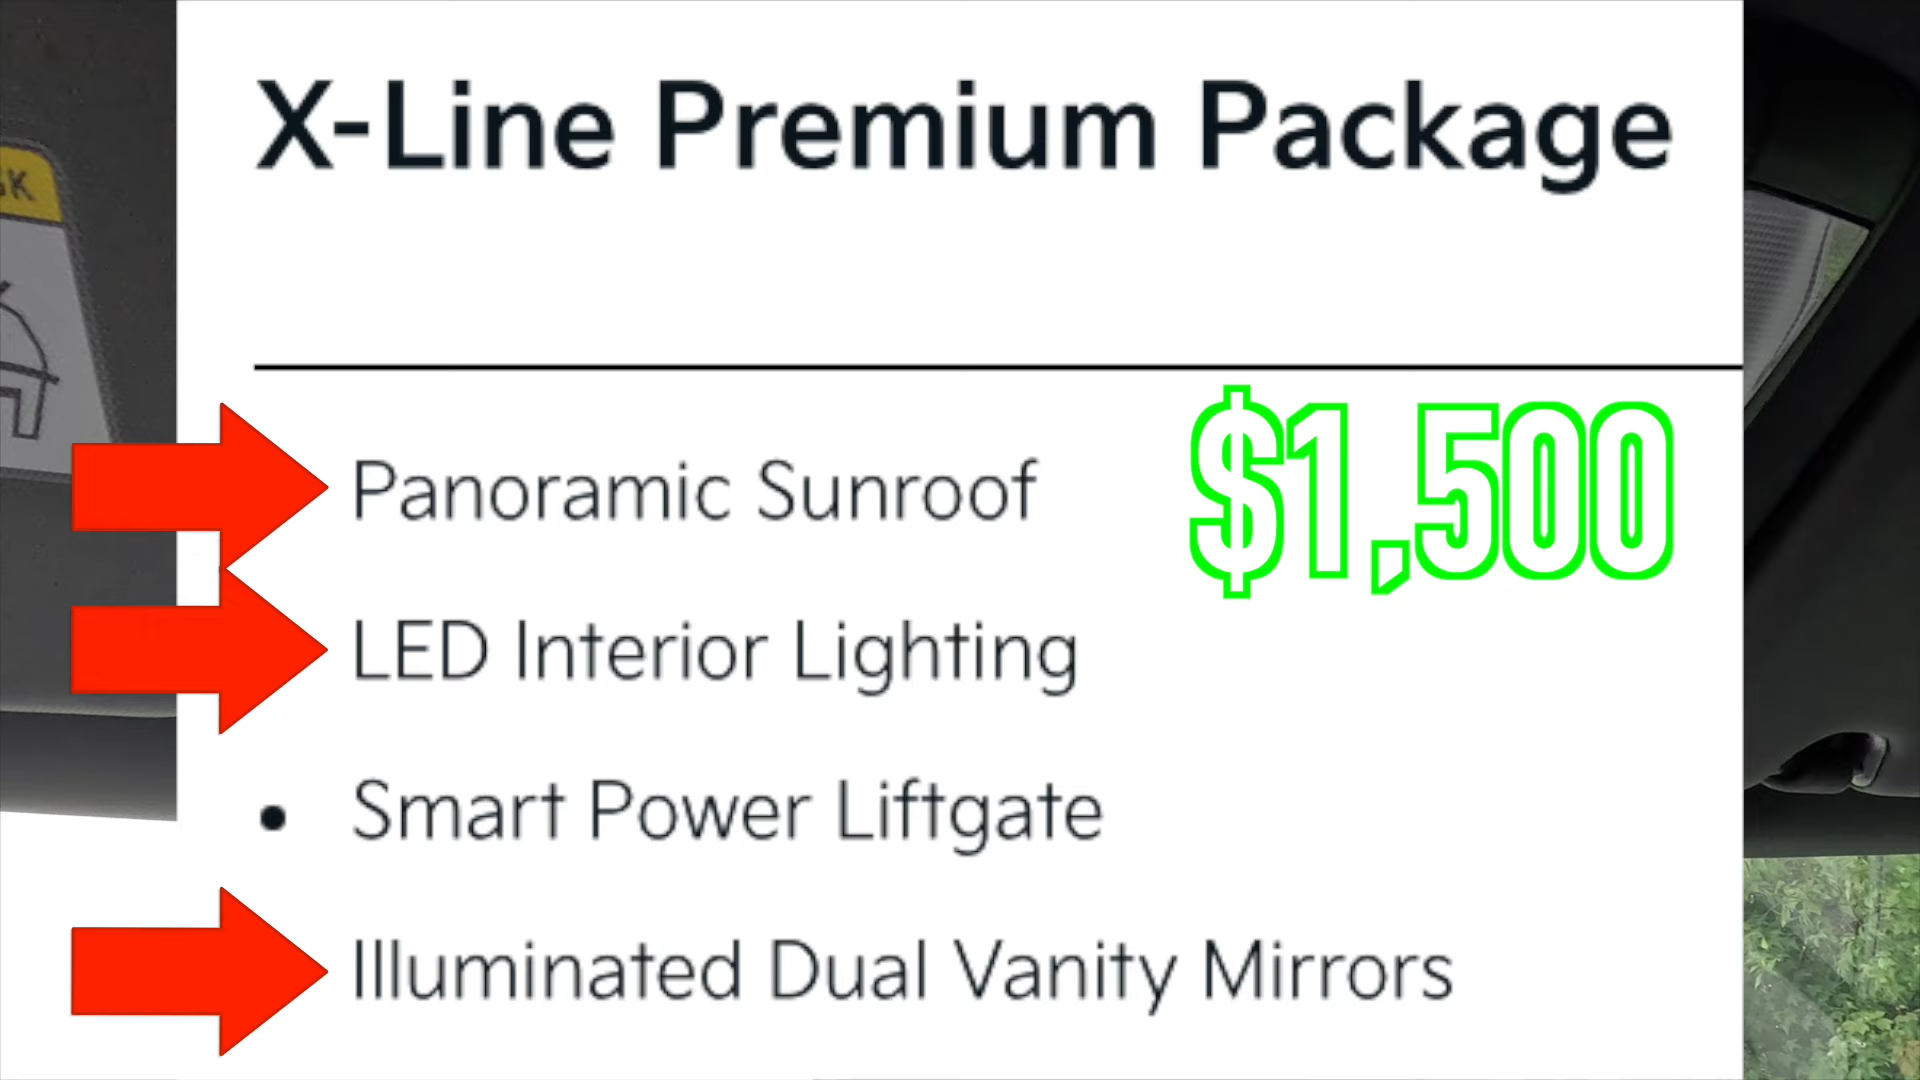 X-Line Premium Package
$1,500
Panoramic Sunroof
LED Interior Lighting
• Smart Power Liftgate
Illuminated Dual Vanity Mirrors